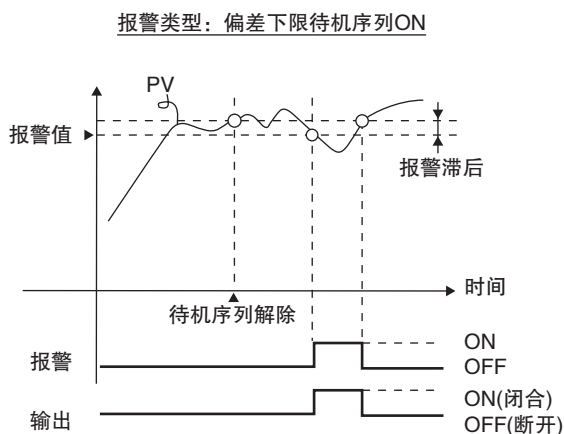 报警类型：偏差下限待机序列ON
PV
报警值
报警滞后
时间
待机序列解除
报警
ON
OFF
输出
ON(闭合)
OFF(断开)